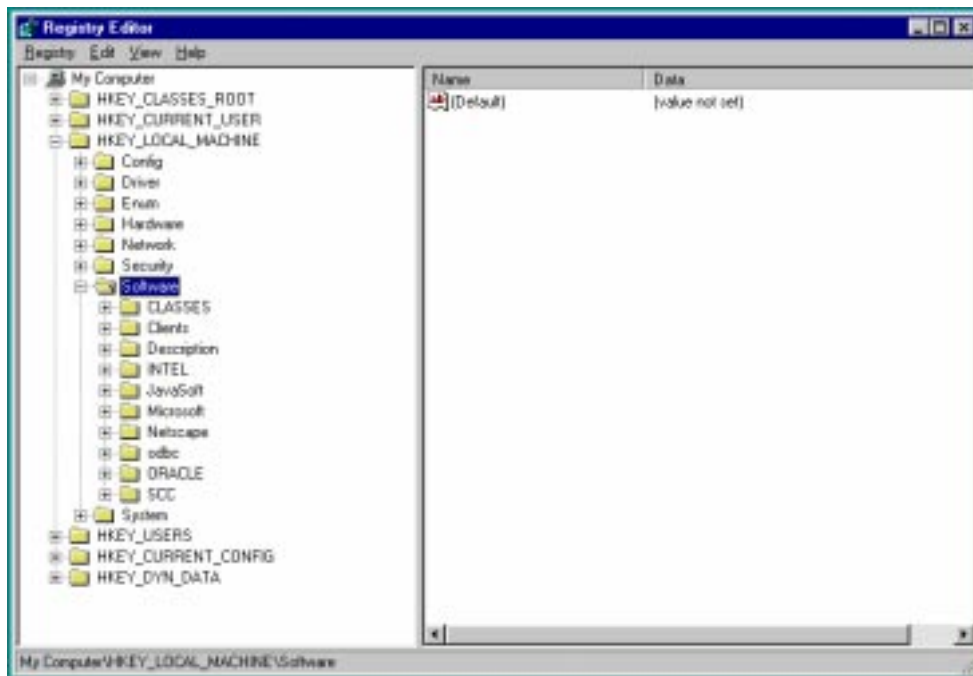 Registry Editor
Registry Edit View Help
My Computer
HKEY_CLASSES_ROOT
HKEY_CURRENT_USER
HKEY_LOCAL_MACHINE
Config
Driver
Enum
Hardware
Network
Security
Software
CLASSES
Clients
Description
INTEL
JavaSoft
Microsoft
Netscape
odbc
ORACLE
SCC
System
HKEY_USERS
HKEY_CURRENT_CONFIG
HKEY_DYN_DATA
Name Data
ab (Default) (value not set)
My Computer\HKEY_LOCAL_MACHINE\Software